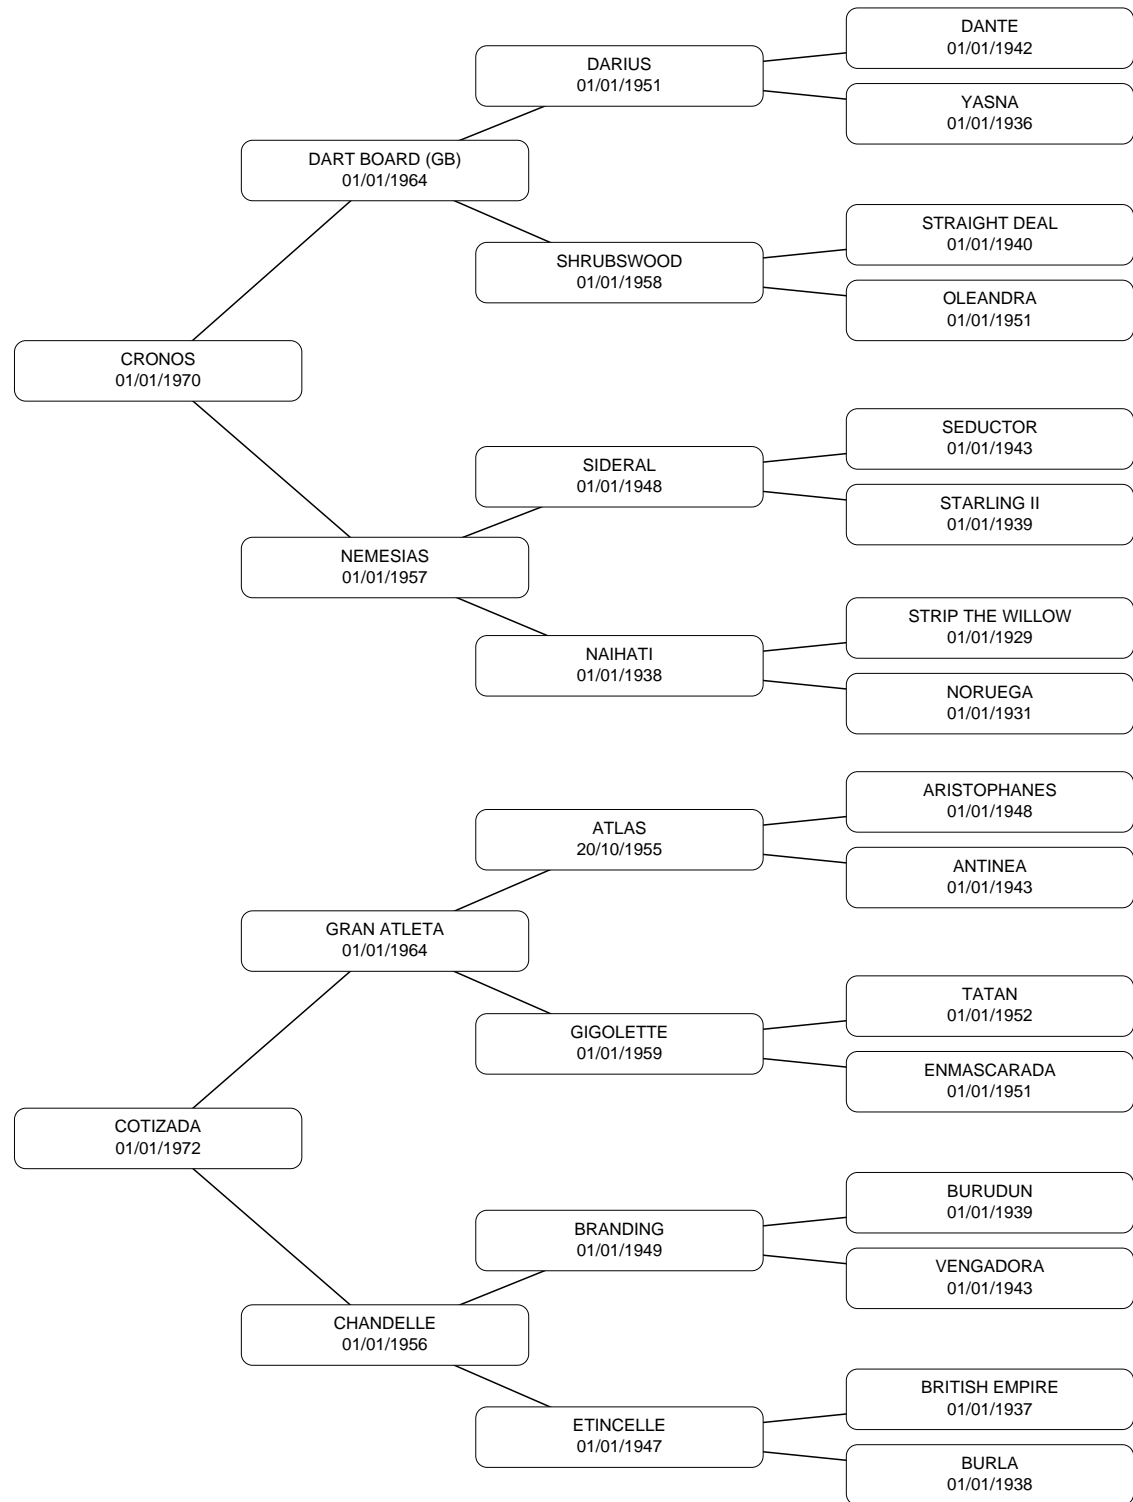 DANTE
01/01/1942
DARIUS
01/01/1951
YASNA
01/01/1936
DART BOARD (GB)
01/01/1964
STRAIGHT DEAL
01/01/1940
SHRUBSWOOD
01/01/1958
OLEANDRA
01/01/1951
CRONOS
01/01/1970
SEDUCTOR
01/01/1943
SIDERAL
01/01/1948
STARLING II
01/01/1939
NEMESIAS
01/01/1957
STRIP THE WILLOW
01/01/1929
NAIHATI
01/01/1938
NORUEGA
01/01/1931
ARISTOPHANES
01/01/1948
ATLAS
20/10/1955
ANTINEA
01/01/1943
GRAN ATLETA
01/01/1964
TATAN
01/01/1952
GIGOLETTE
01/01/1959
ENMASCARADA
01/01/1951
COTIZADA
01/01/1972
BURUDUN
01/01/1939
BRANDING
01/01/1949
VENGADORA
01/01/1943
CHANDELLE
01/01/1956
BRITISH EMPIRE
01/01/1937
ETINCELLE
01/01/1947
BURLA
01/01/1938